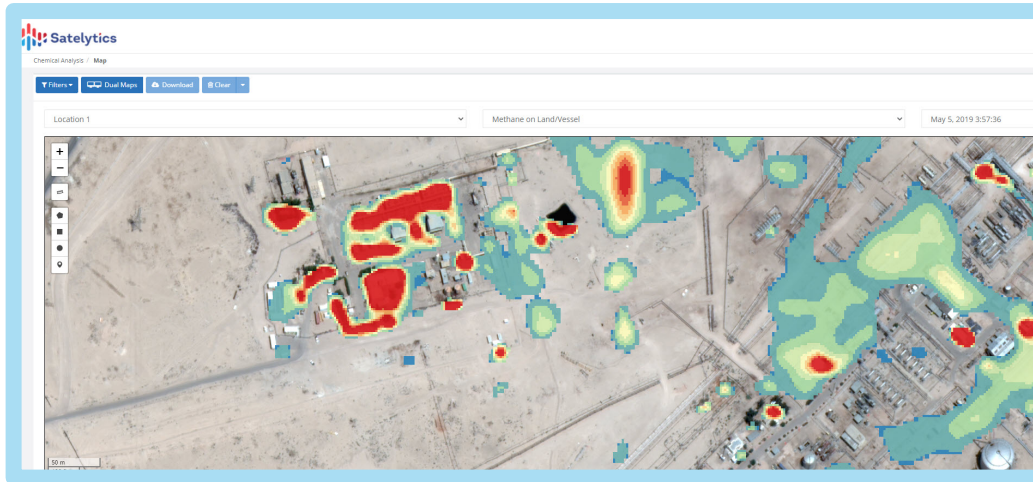 Satelytics
Chemical Analysis / Map
Filters Dual Maps Download Clear
Location 1 Methane on Land/Vessel May 5, 2019 3:57:36
+
−
50 m